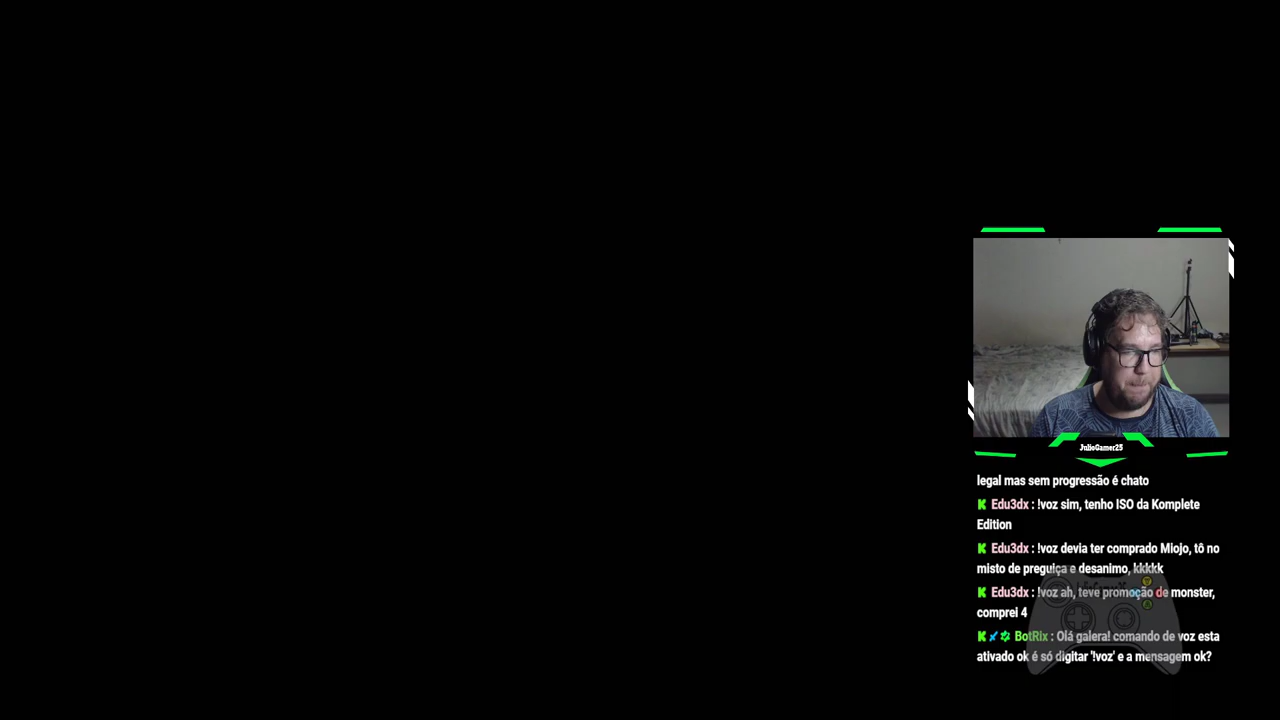 JulioGamer25
legal mas sem progressão é chato
Edu3dx : !voz sim, tenho ISO da Komplete
Edition
Edu3dx : !voz devia ter comprado Miojo, tô no
misto de preguiça e desanimo, kkkkk
Edu3dx : !voz ah, teve promoção de monster,
comprei 4
BotRix : Olá galera! comando de voz esta
ativado ok é só digitar '!voz' e a mensagem ok?